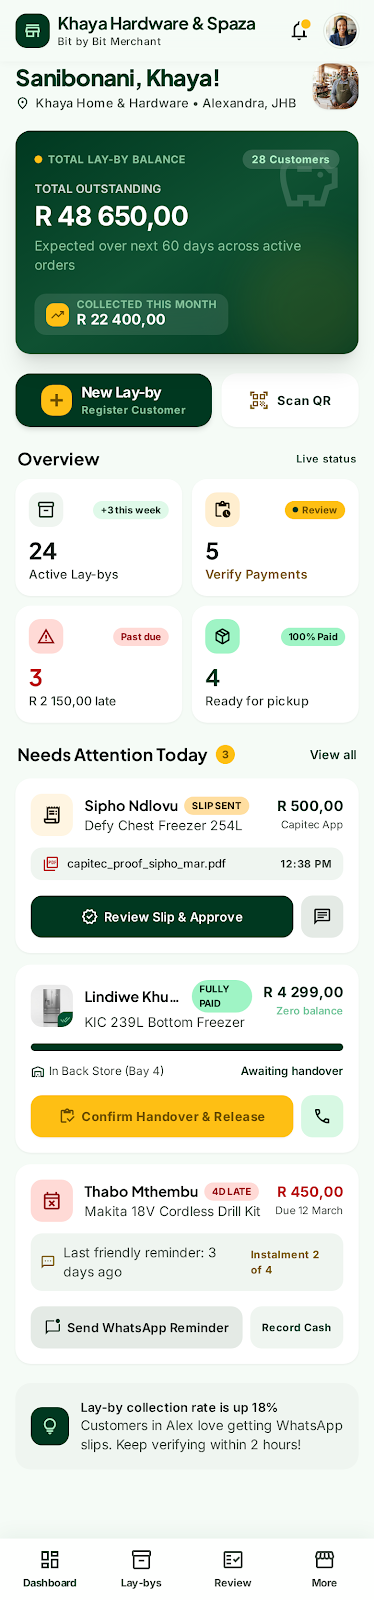 Khaya Hardware & Spaza
Bit by Bit Merchant
Sanibonani, Khaya!
Khaya Home & Hardware • Alexandra, JHB
TOTAL LAY-BY BALANCE
28 Customers
TOTAL OUTSTANDING
R 48 650,00
Expected over next 60 days across active
orders
COLLECTED THIS MONTH
R 22 400,00
New Lay-by
Register Customer
Scan QR
Overview
Live status
+3 this week
24
Active Lay-bys
Review
5
Verify Payments
Past due
3
R 2 150,00 late
100% Paid
4
Ready for pickup
Needs Attention Today 3
View all
Sipho Ndlovu SLIP SENT R 500,00
Defy Chest Freezer 254L Capitec App
PDF capitec_proof_sipho_mar.pdf 12:38 PM
Review Slip & Approve
Lindiwe Khu... FULLY PAID R 4 299,00
KIC 239L Bottom Freezer Zero balance
In Back Store (Bay 4) Awaiting handover
Confirm Handover & Release
Thabo Mthembu 4D LATE R 450,00
Makita 18V Cordless Drill Kit Due 12 March
Last friendly reminder: 3
days ago
Instalment 2
of 4
Send WhatsApp Reminder
Record Cash
Lay-by collection rate is up 18%
Customers in Alex love getting WhatsApp
slips. Keep verifying within 2 hours!
Dashboard Lay-bys Review More